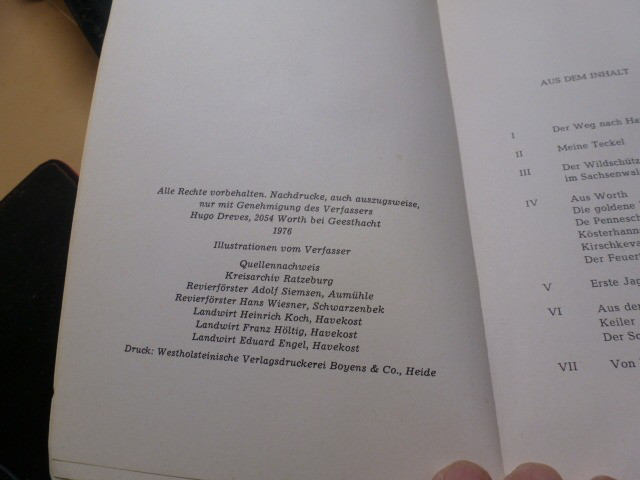 Alle Rechte vorbehalten. Nachdrucke, auch auszugsweise,
nur mit Genehmigung des Verfassers
Hugo Dreves, 2054 Worth bei Geesthacht
1976
Illustrationen vom Verfasser
Quellennachweis
Kreisarchiv Ratzeburg
Revierförster Adolf Siemsen, Aumühle
Revierförster Hans Wiesner, Schwarzenbek
Landwirt Heinrich Koch, Havekost
Landwirt Franz Höltig, Havekost
Landwirt Eduard Engel, Havekost
Druck: Westholsteinische Verlagsdruckerei Boyens & Co., Heide
AUS DEM INHALT
I Der Weg nach
II Meine Teckel
III Der Wildschütz
im Sachsenwal
IV Aus Worth
Die goldene
De Pennesch
Kösterhanns
Kirschkeva
Der Feuer
V Erste Jag
VI Aus der
Keiler
Der Sc
VII Von